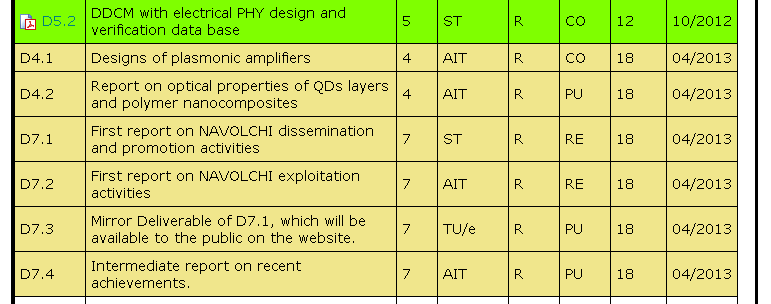 D5.2 DDCM with electrical PHY design and verification data base 5 ST R CO 12 10/2012
D4.1 Designs of plasmonic amplifiers 4 AIT R CO 18 04/2013
D4.2 Report on optical properties of QDs layers and polymer nanocomposites 4 AIT R PU 18 04/2013
D7.1 First report on NAVOLCHI dissemination and promotion activities 7 ST R RE 18 04/2013
D7.2 First report on NAVOLCHI exploitation activities 7 AIT R RE 18 04/2013
D7.3 Mirror Deliverable of D7.1, which will be available to the public on the website. 7 TU/e R PU 18 04/2013
D7.4 Intermediate report on recent achievements. 7 AIT R PU 18 04/2013